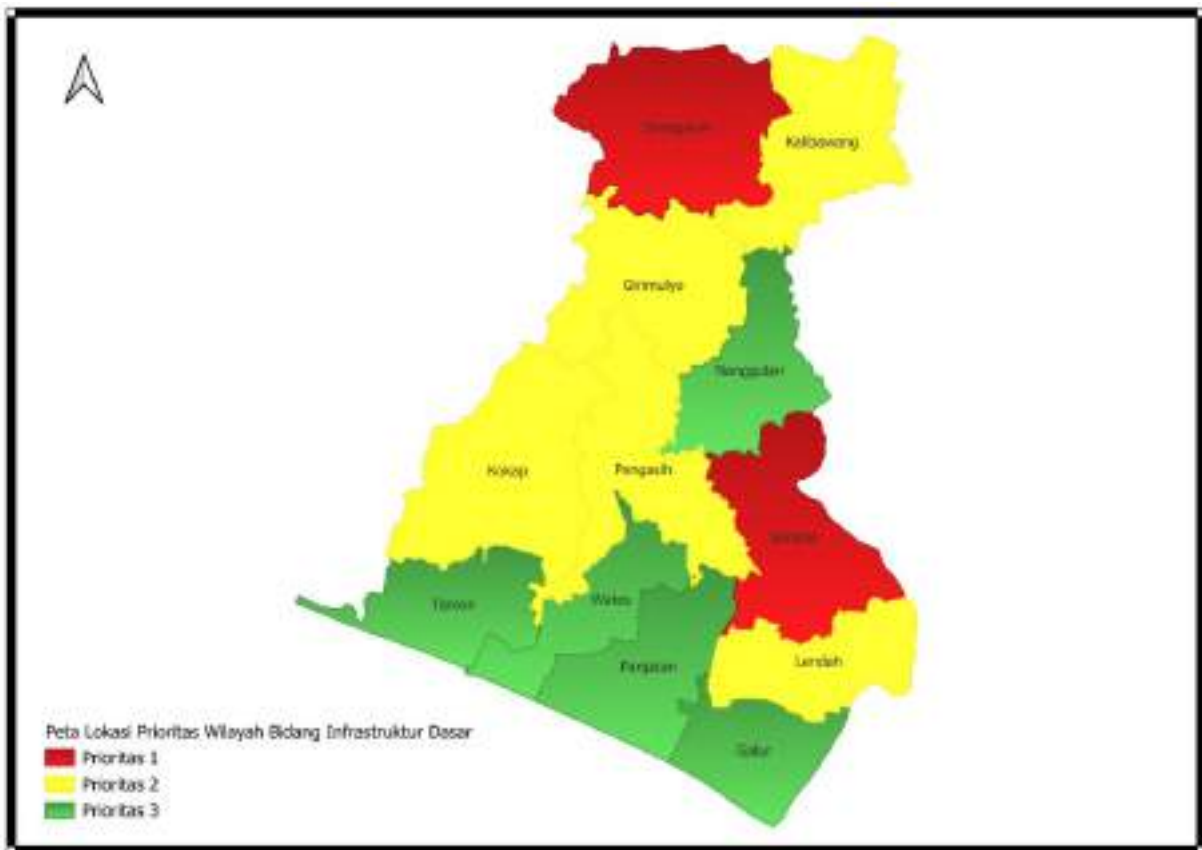 Kalibawang
Girimulyo
Nanggulan
Kokap
Pengasih
Temon
Wates
Panjatan
Lendah
Galur
Peta Lokasi Prioritas Wilayah Bidang Infrastruktur Dasar
Prioritas 1
Prioritas 2
Prioritas 3